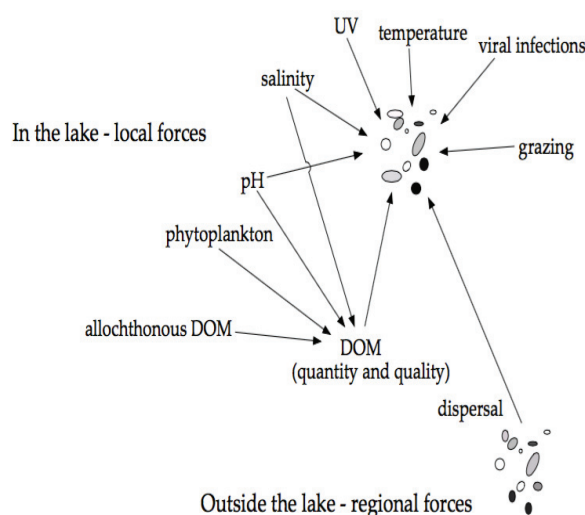 UV
temperature
viral infections
salinity
In the lake - local forces
grazing
pH
phytoplankton
allochthonous DOM
DOM
(quantity and quality)
dispersal
Outside the lake - regional forces